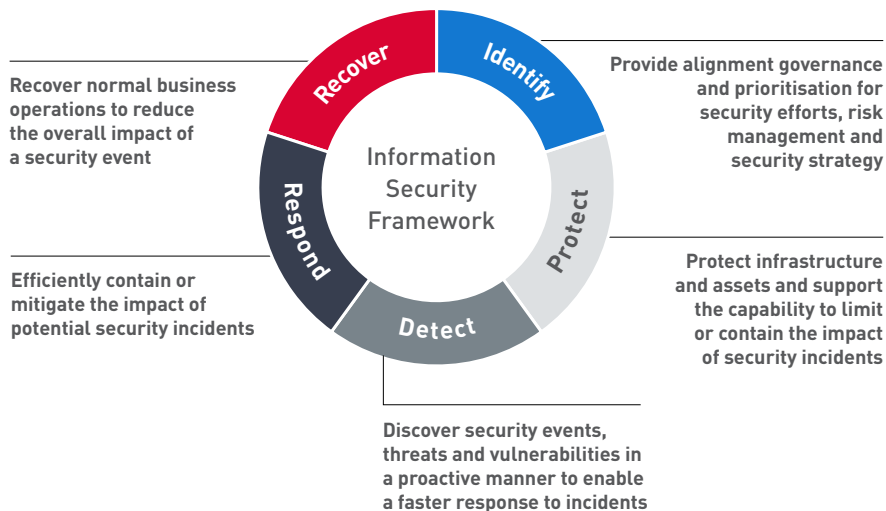 Recover
Identify
Protect
Detect
Respond
Information
Security
Framework
Recover normal business
operations to reduce
the overall impact of
a security event
Provide alignment governance
and prioritisation for
security efforts, risk
management and
security strategy
Efficiently contain or
mitigate the impact of
potential security incidents
Protect infrastructure
and assets and support
the capability to limit
or contain the impact
of security incidents
Discover security events,
threats and vulnerabilities in
a proactive manner to enable
a faster response to incidents